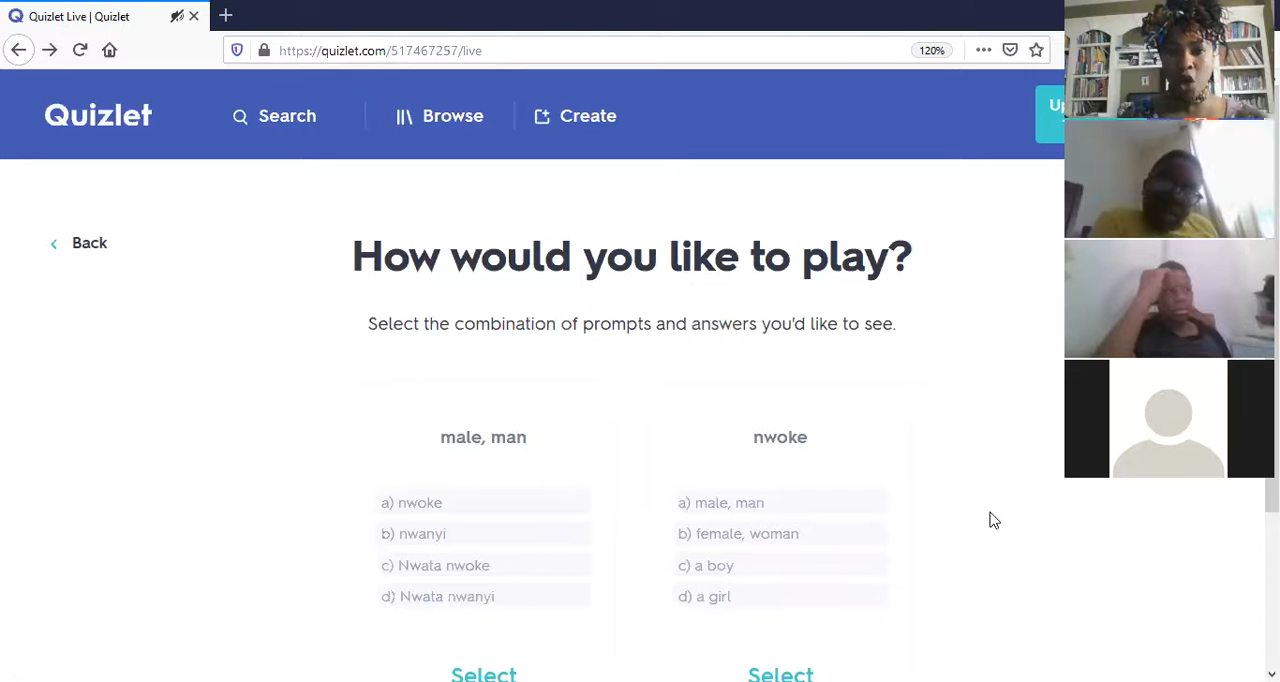 Quizlet Live | Quizlet
https://quizlet.com/517467257/live
120%
Quizlet
Search
Browse
Create
Up
Back
How would you like to play?
Select the combination of prompts and answers you'd like to see.
male, man
a) nwoke
b) nwanyi
c) Nwata nwoke
d) Nwata nwanyi
Select
nwoke
a) male, man
b) female, woman
c) a boy
d) a girl
Select